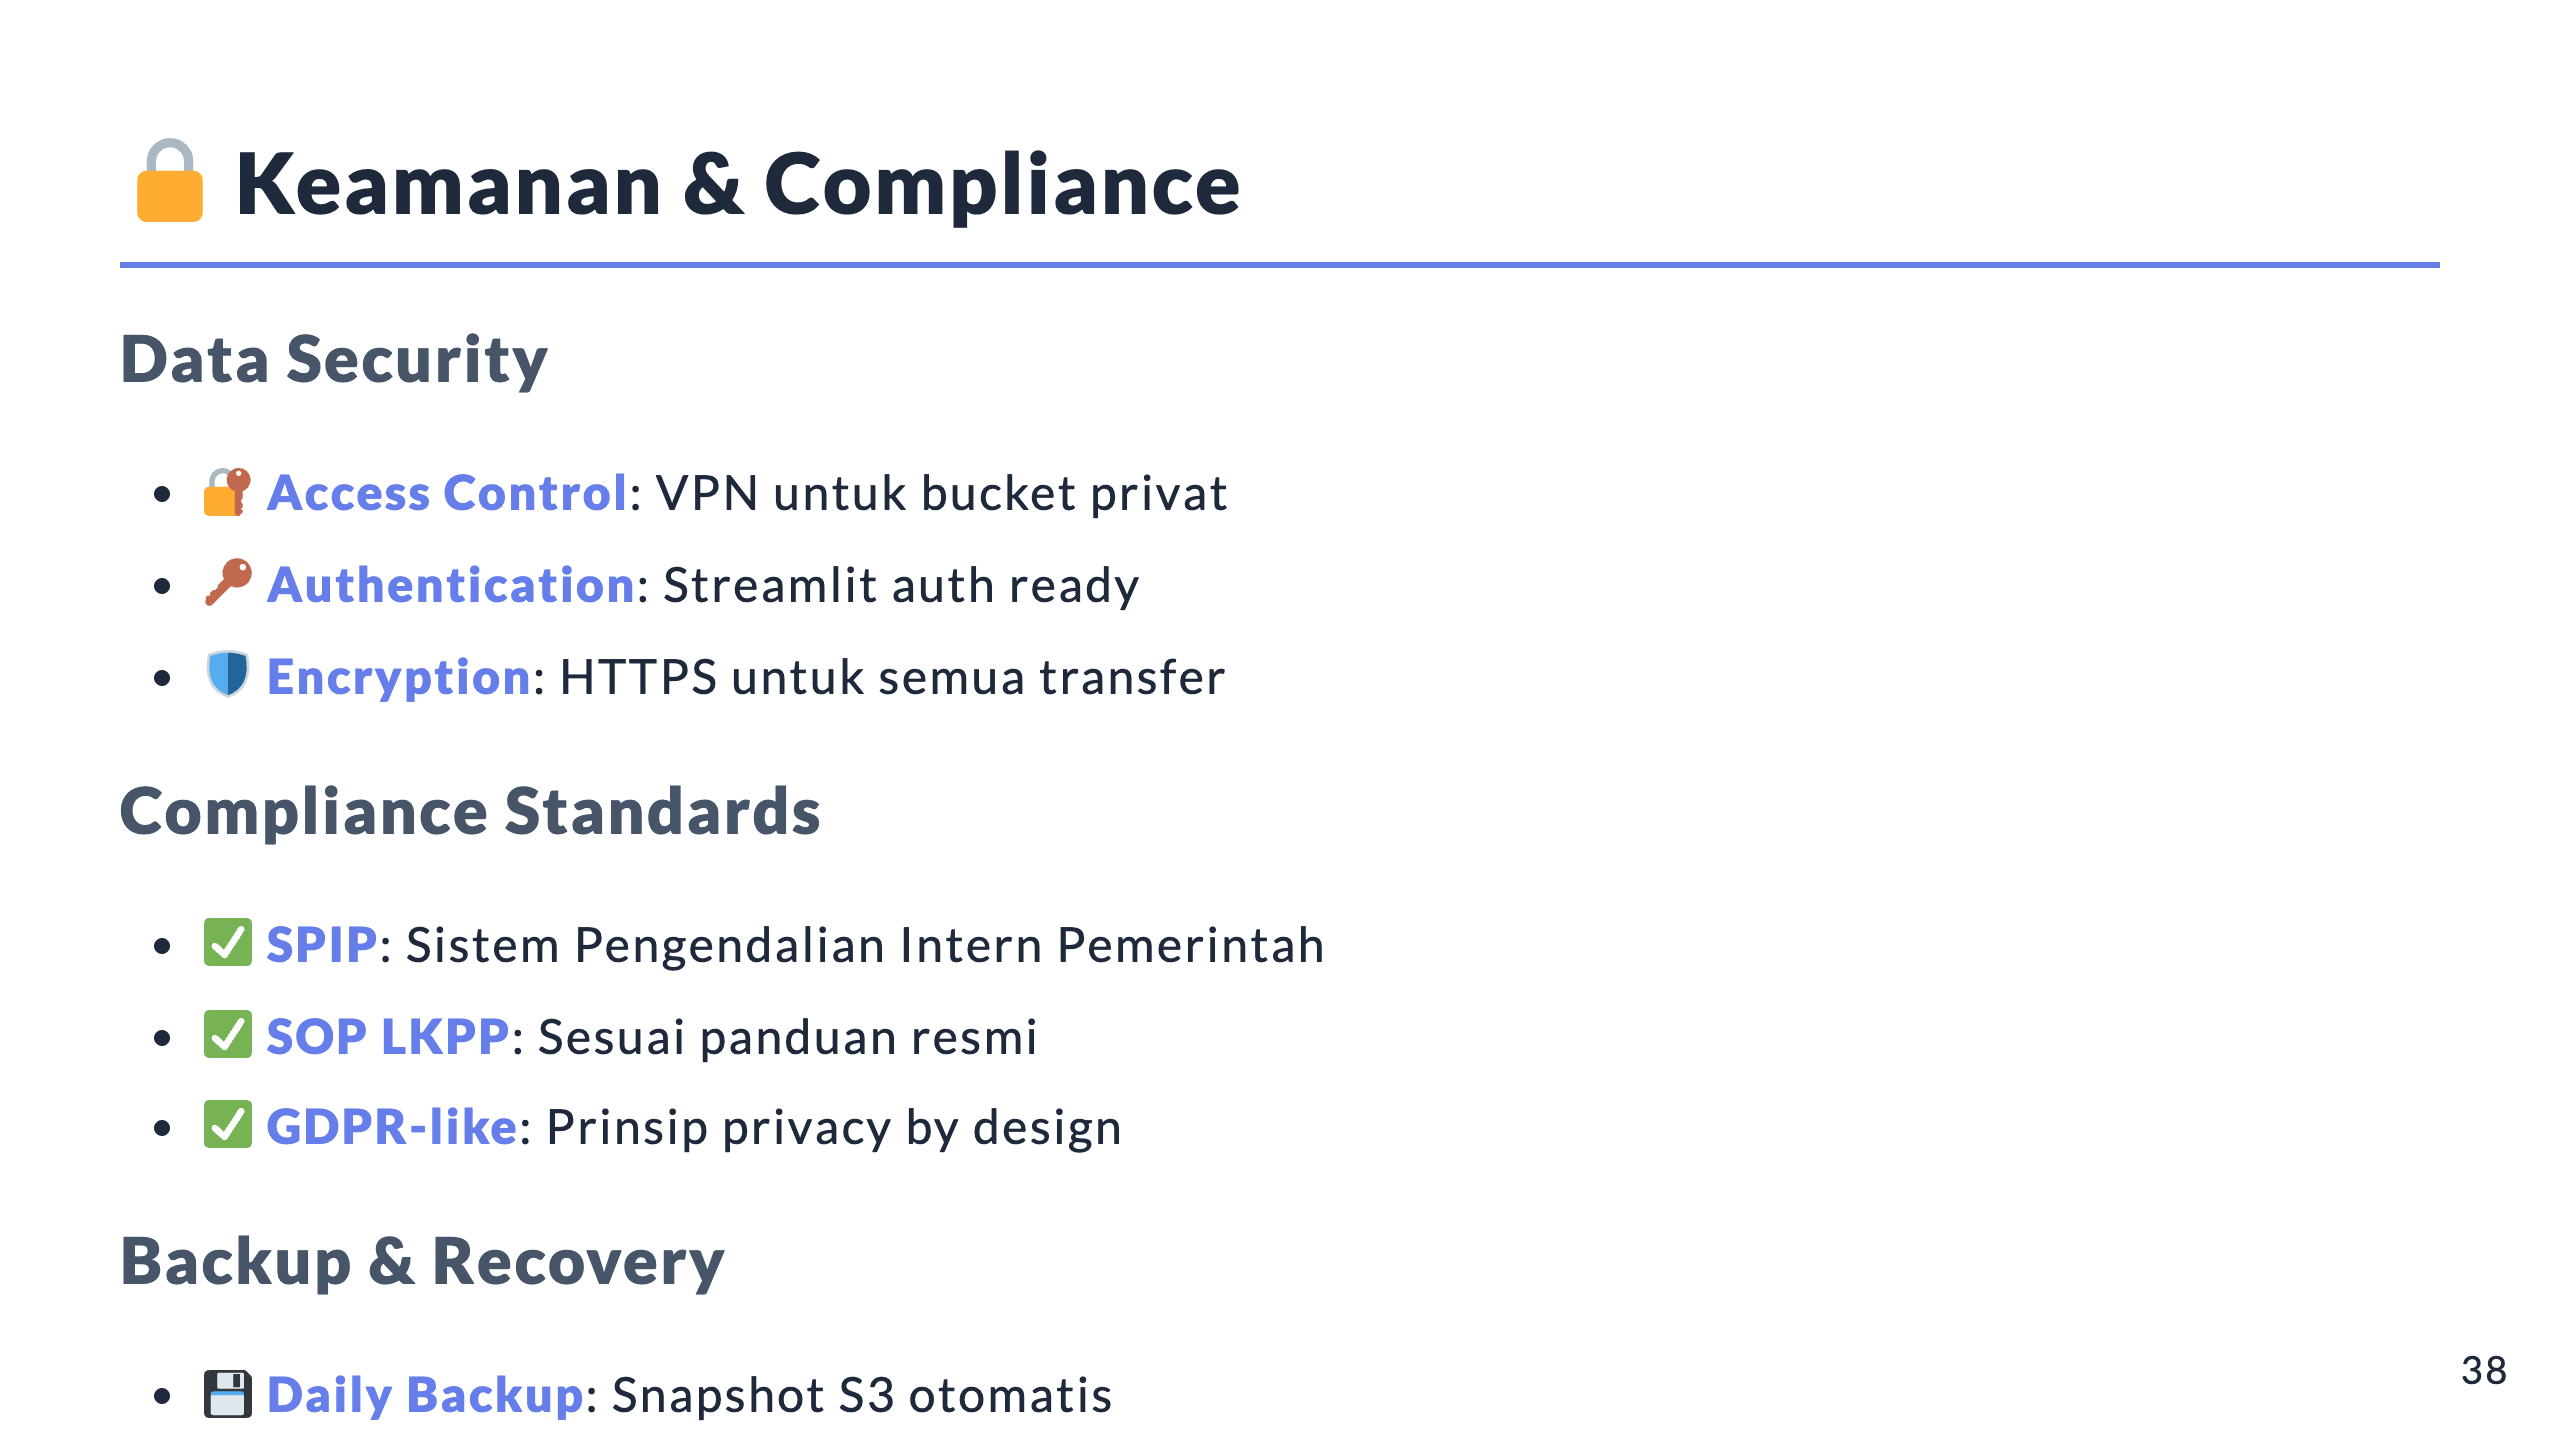 🔒 Keamanan & Compliance
Data Security
• 🔐 Access Control: VPN untuk bucket privat
• 🔑 Authentication: Streamlit auth ready
• 🛡️ Encryption: HTTPS untuk semua transfer
Compliance Standards
• ✅ SPIP: Sistem Pengendalian Intern Pemerintah
• ✅ SOP LKPP: Sesuai panduan resmi
• ✅ GDPR-like: Prinsip privacy by design
Backup & Recovery
• 💾 Daily Backup: Snapshot S3 otomatis
38